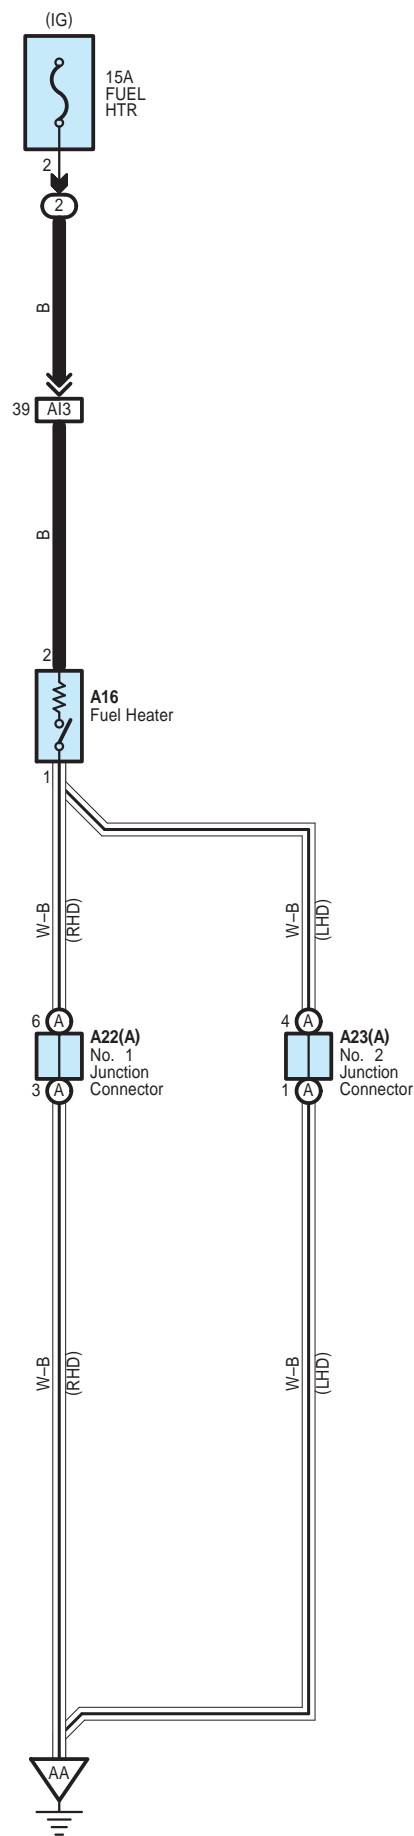 (IG)
15A
FUEL
HTR
2
2
B
39 AI3
B
2
A16
Fuel Heater
1
W–B
(RHD)
W–B
(LHD)
6 A
A22(A)
No. 1
Junction
Connector
3 A
4 A
A23(A)
No. 2
Junction
Connector
1 A
W–B
(RHD)
W–B
(LHD)
AA